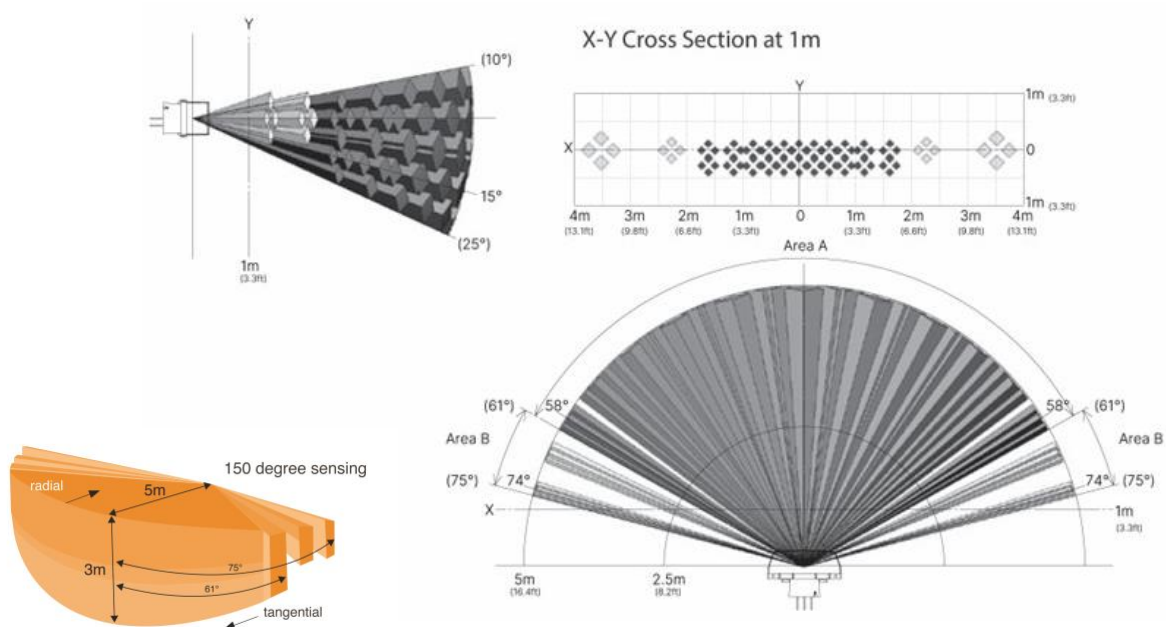 Y
(10°)
15°
(25°)
1m
(3.3ft)
X-Y Cross Section at 1m
Y
1m (3.3ft)
X
0
1m (3.3ft)
4m 3m 2m 1m 0 1m 2m 3m 4m
(13.1ft) (9.8ft) (6.6ft) (3.3ft) (3.3ft) (6.6ft) (9.8ft) (13.1ft)
Area A
(61°) 58° 58° (61°)
Area B Area B
(75°) 74° 74° (75°)
X 1m
(3.3ft)
5m 2.5m
(16.4ft) (8.2ft)
150 degree sensing
radial
5m
3m
75°
61°
tangential